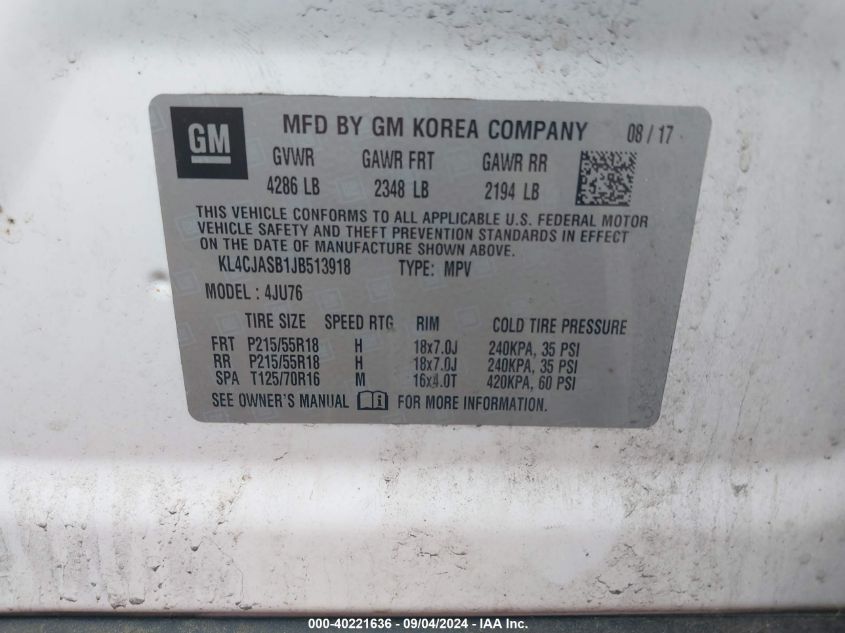 GM MFD BY GM KOREA COMPANY 08 / 17
GVWR GAWR FRT GAWR RR
4286 LB 2348 LB 2194 LB
THIS VEHICLE CONFORMS TO ALL APPLICABLE U.S. FEDERAL MOTOR
VEHICLE SAFETY AND THEFT PREVENTION STANDARDS IN EFFECT
ON THE DATE OF MANUFACTURE SHOWN ABOVE.
KL4CJASB1JB513918 TYPE: MPV
MODEL : 4JU76
TIRE SIZE SPEED RTG RIM COLD TIRE PRESSURE
FRT P215/55R18 H 18x7.0J 240KPA, 35 PSI
RR P215/55R18 H 18x7.0J 240KPA, 35 PSI
SPA T125/70R16 M 16x4.0T 420KPA, 60 PSI
SEE OWNER'S MANUAL FOR MORE INFORMATION.
000-40221636 - 09/04/2024 - IAA Inc.